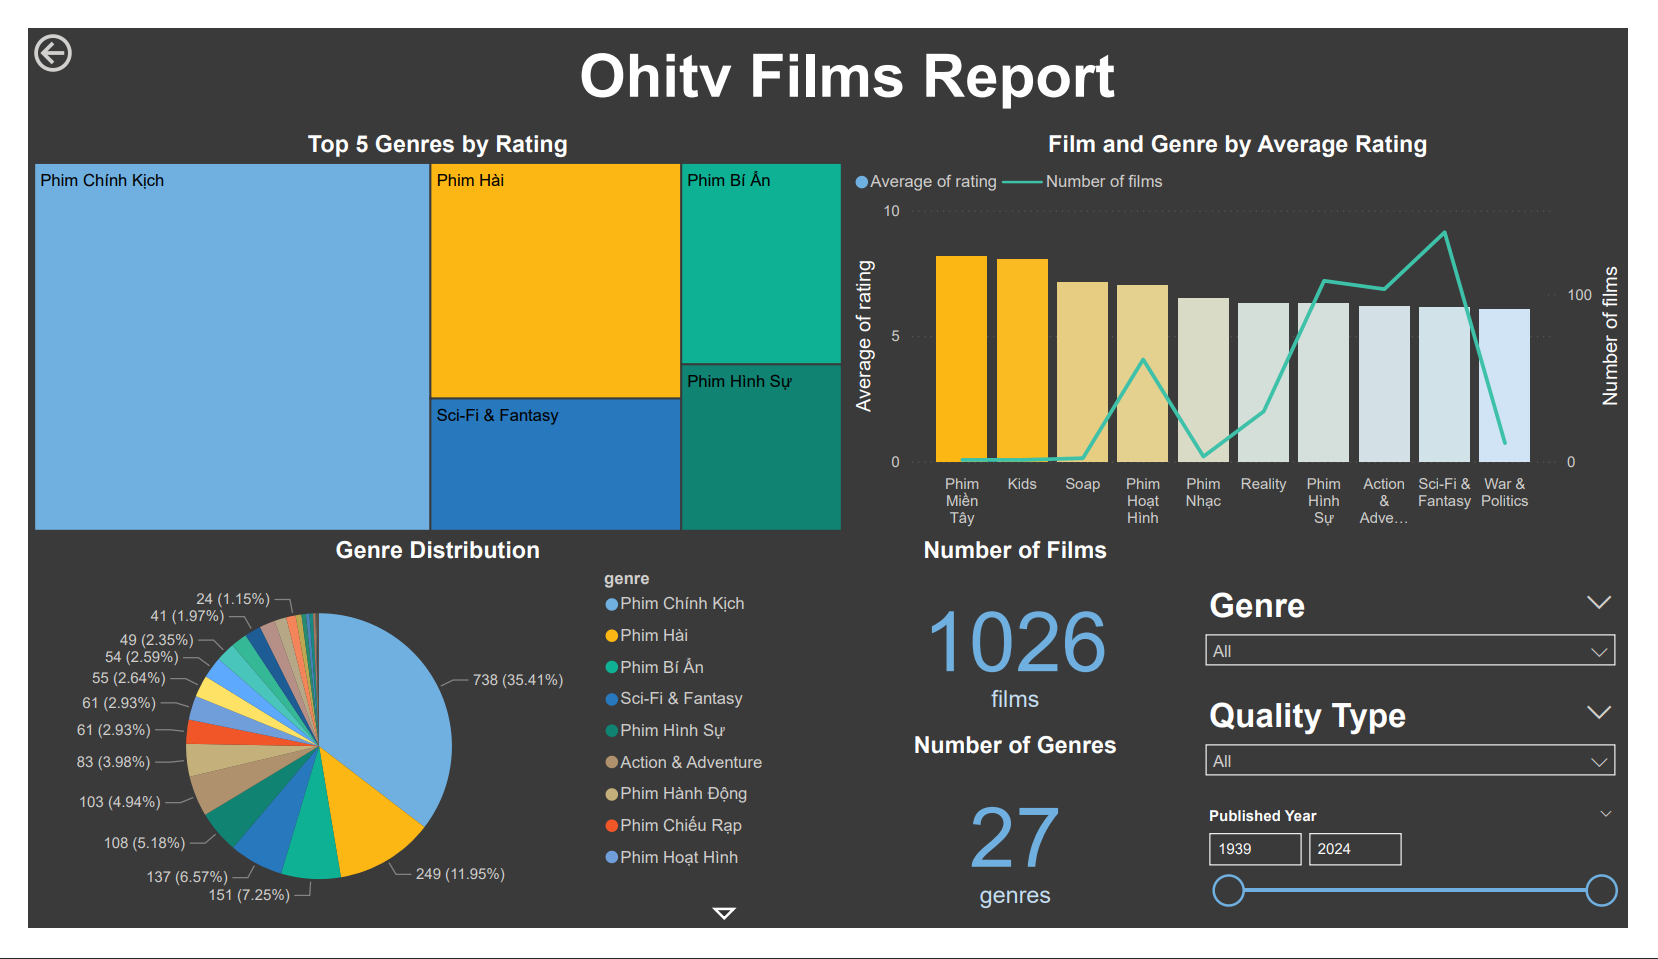 Ohitv Films Report
Top 5 Genres by Rating
Phim Chính Kịch
Phim Hài
Phim Bí Ẩn
Sci-Fi & Fantasy
Phim Hình Sự
Film and Genre by Average Rating
Average of rating
Number of films
10
5
0
Average of rating
100
0
Number of films
Phim
Miền
Tây
Kids
Soap
Phim
Hoạt
Hình
Phim
Nhạc
Reality
Phim
Hình
Sự
Action
&
Adve...
Sci-Fi &
Fantasy
War &
Politics
Genre Distribution
24 (1.15%)
41 (1.97%)
49 (2.35%)
54 (2.59%)
55 (2.64%)
61 (2.93%)
61 (2.93%)
83 (3.98%)
103 (4.94%)
108 (5.18%)
137 (6.57%)
151 (7.25%)
249 (11.95%)
738 (35.41%)
genre
Phim Chính Kịch
Phim Hài
Phim Bí Ẩn
Sci-Fi & Fantasy
Phim Hình Sự
Action & Adventure
Phim Hành Động
Phim Chiếu Rạp
Phim Hoạt Hình
Number of Films
1026
films
Number of Genres
27
genres
Genre
All
Quality Type
All
Published Year
1939
2024